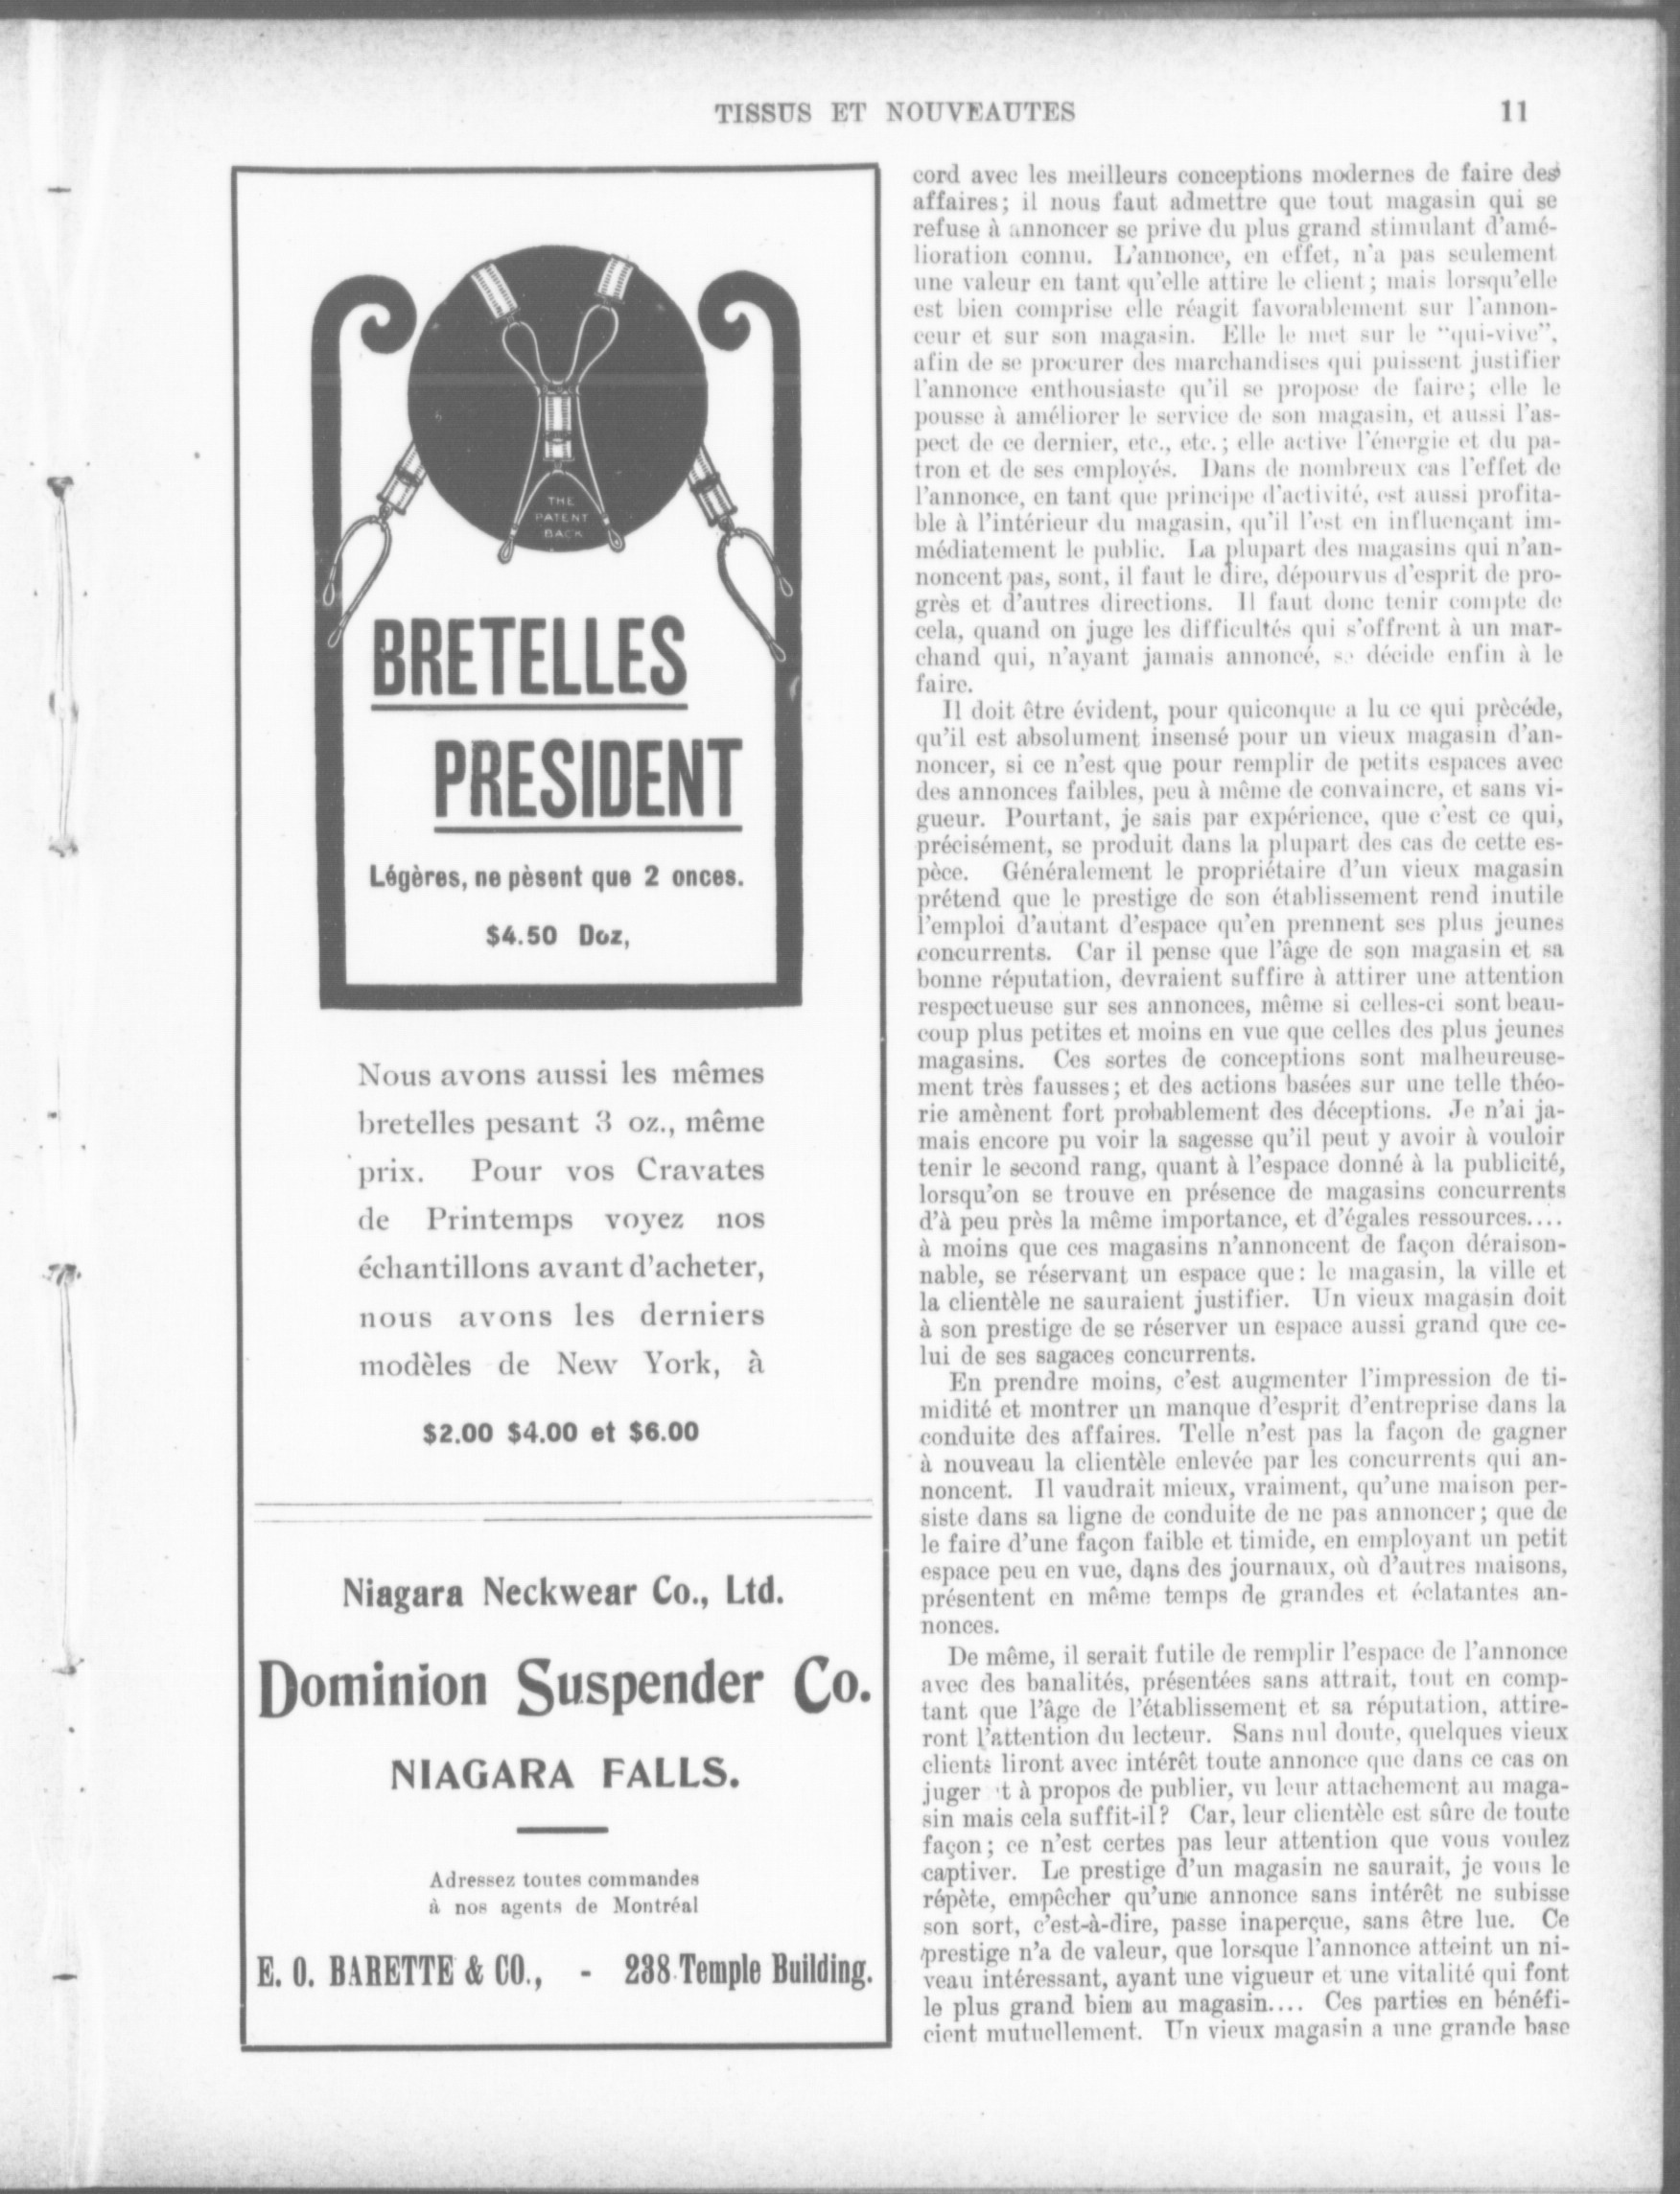 TISSUS ET NOUVEAUTES 11
THE
PATENT
BACK
BRETELLES
PRESIDENT
Légères, ne pèsent que 2 onces.
$4.50 Doz,
Nous avons aussi les mêmes
bretelles pesant 3 oz., même
prix. Pour vos Cravates
de Printemps voyez nos
échantillons avant d'acheter,
nous avons les derniers
modèles de New York, à
$2.00 $4.00 et $6.00
Niagara Neckwear Co., Ltd.
Dominion Suspender Co.
NIAGARA FALLS.
Adressez toutes commandes
à nos agents de Montréal
E. O. BARETTE & CO., - 238 Temple Building.
cord avec les meilleurs conceptions modernes de faire des
affaires; il nous faut admettre que tout magasin qui se
refuse à annoncer se prive du plus grand stimulant d'amé-
lioration connu. L'annonce, en effet, n'a pas seulement
une valeur en tant qu'elle attire le client; mais lorsqu'elle
est bien comprise elle réagit favorablement sur l'annon-
ceur et sur son magasin. Elle le met sur le "qui-vive",
afin de se procurer des marchandises qui puissent justifier
l'annonce enthousiaste qu'il se propose de faire; elle le
pousse à améliorer le service de son magasin, et aussi l'as-
pect de ce dernier, etc., etc.; elle active l'énergie et du pa-
tron et de ses employés. Dans de nombreux cas l'effet de
l'annonce, en tant que principe d'activité, est aussi profita-
ble à l'intérieur du magasin, qu'il l'est en influençant im-
médiatement le public. La plupart des magasins qui n'an-
noncent pas, sont, il faut le dire, dépourvus d'esprit de pro-
grès et d'autres directions. Il faut donc tenir compte de
cela, quand on juge les difficultés qui s'offrent à un mar-
chand qui, n'ayant jamais annoncé, se décide enfin à le
faire.
Il doit être évident, pour quiconque a lu ce qui prècéde,
qu'il est absolument insensé pour un vieux magasin d'an-
noncer, si ce n'est que pour remplir de petits espaces avec
des annonces faibles, peu à même de convaincre, et sans vi-
gueur. Pourtant, je sais par expérience, que c'est ce qui,
précisément, se produit dans la plupart des cas de cette es-
pèce. Généralement le propriétaire d'un vieux magasin
prétend que le prestige de son établissement rend inutile
l'emploi d'autant d'espace qu'en prennent ses plus jeunes
concurrents. Car il pense que l'âge de son magasin et sa
bonne réputation, devraient suffire à attirer une attention
respectueuse sur ses annonces, même si celles-ci sont beau-
coup plus petites et moins en vue que celles des plus jeunes
magasins. Ces sortes de conceptions sont malheureuse-
ment très fausses; et des actions basées sur une telle théo-
rie amènent fort probablement des déceptions. Je n'ai ja-
mais encore pu voir la sagesse qu'il peut y avoir à vouloir
tenir le second rang, quant à l'espace donné à la publicité,
lorsqu'on se trouve en présence de magasins concurrents
d'à peu près la même importance, et d'égales ressources....
à moins que ces magasins n'annoncent de façon déraison-
nable, se réservant un espace que: le magasin, la ville et
la clientèle ne sauraient justifier. Un vieux magasin doit
à son prestige de se réserver un espace aussi grand que ce-
lui de ses sagaces concurrents.
En prendre moins, c'est augmenter l'impression de ti-
midité et montrer un manque d'esprit d'entreprise dans la
conduite des affaires. Telle n'est pas la façon de gagner
à nouveau la clientèle enlevée par les concurrents qui an-
noncent. Il vaudrait mieux, vraiment, qu'une maison per-
siste dans sa ligne de conduite de ne pas annoncer; que de
le faire d'une façon faible et timide, en employant un petit
espace peu en vue, dans des journaux, où d'autres maisons,
présentent en même temps de grandes et éclatantes an-
nonces.
De même, il serait futile de remplir l'espace de l'annonce
avec des banalités, présentées sans attrait, tout en comp-
tant que l'âge de l'établissement et sa réputation, attire-
ront l'attention du lecteur. Sans nul doute, quelques vieux
clients liront avec intérêt toute annonce que dans ce cas on
juger t à propos de publier, vu leur attachement au maga-
sin mais cela suffit-il? Car, leur clientèle est sûre de toute
façon; ce n'est certes pas leur attention que vous voulez
captiver. Le prestige d'un magasin ne saurait, je vous le
répète, empêcher qu'une annonce sans intérêt ne subisse
son sort, c'est-à-dire, passe inaperçue, sans être lue. Ce
prestige n'a de valeur, que lorsque l'annonce atteint un ni-
veau intéressant, ayant une vigueur et une vitalité qui font
le plus grand bien au magasin.... Ces parties en bénéfi-
cient mutuellement. Un vieux magasin a une grande base